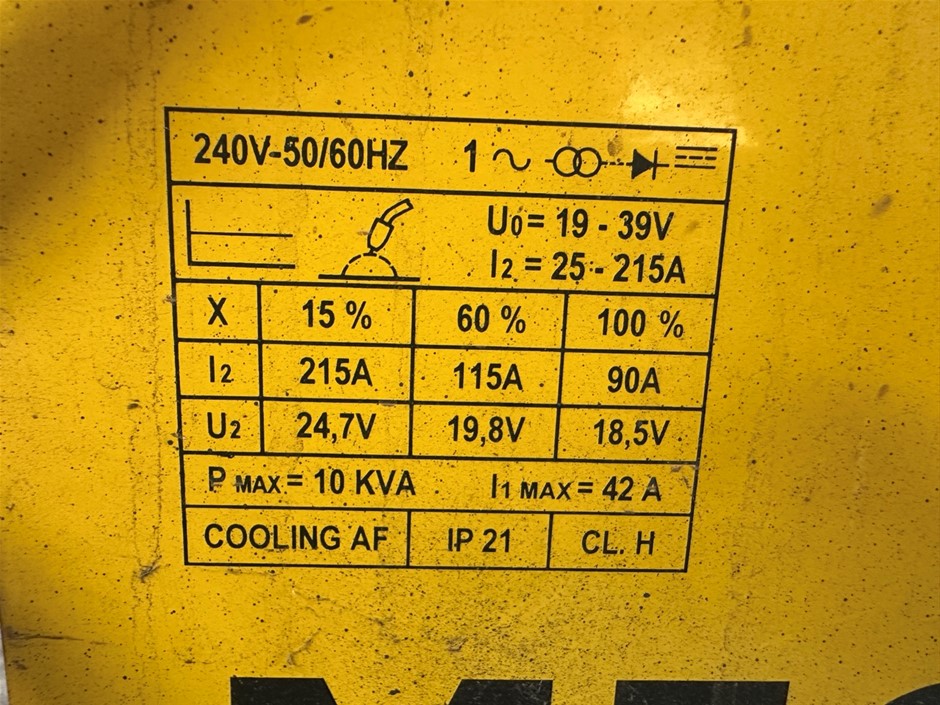 240V-50/60HZ 1
U0 = 19 - 39V
I2 = 25 - 215A
X 15 % 60 % 100 %
I2 215A 115A 90A
U2 24,7V 19,8V 18,5V
P MAX = 10 KVA I1 MAX = 42 A
COOLING AF IP 21 CL. H